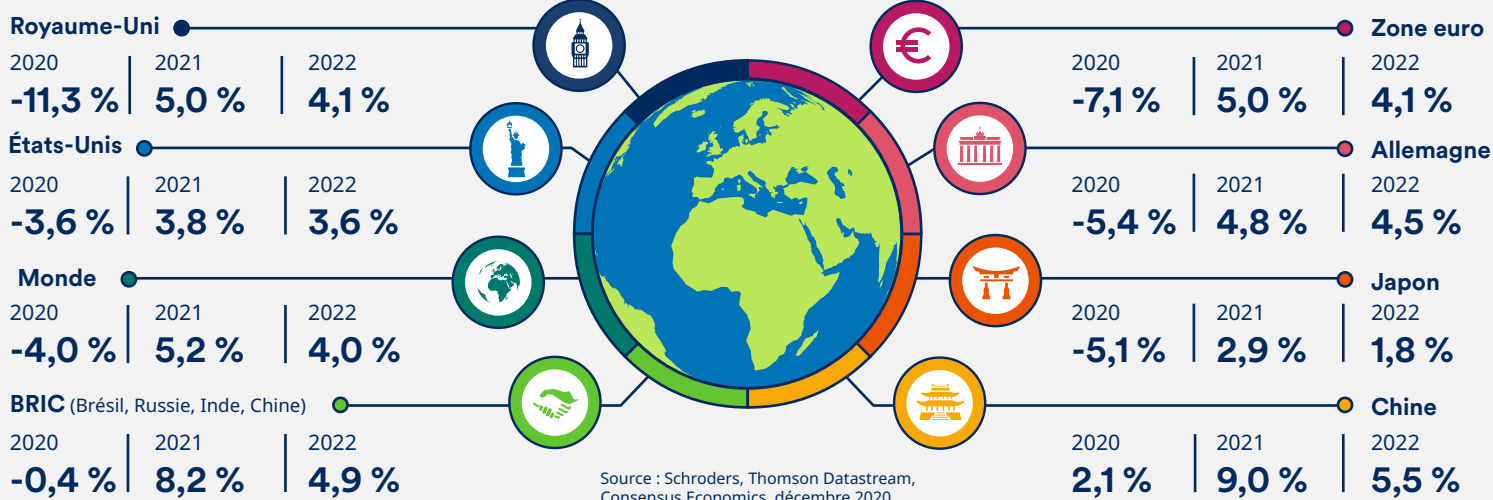 Royaume-Uni
2020 2021 2022
-11,3 % 5,0 % 4,1 %
États-Unis
2020 2021 2022
-3,6 % 3,8 % 3,6 %
Monde
2020 2021 2022
-4,0 % 5,2 % 4,0 %
BRIC (Brésil, Russie, Inde, Chine)
2020 2021 2022
-0,4 % 8,2 % 4,9 %
€
Zone euro
2020 2021 2022
-7,1 % 5,0 % 4,1 %
Allemagne
2020 2021 2022
-5,4 % 4,8 % 4,5 %
Japon
2020 2021 2022
-5,1 % 2,9 % 1,8 %
Chine
2020 2021 2022
2,1 % 9,0 % 5,5 %
Source : Schroders, Thomson Datastream,
Consensus Economics, décembre 2020